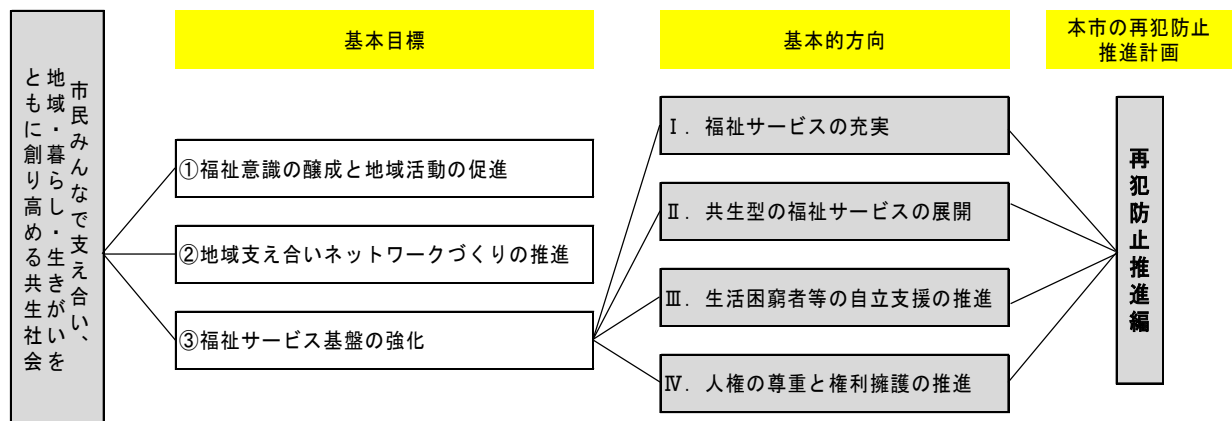 基本目標
基本的方向
本市の再犯防止
推進計画
市民みんなで支え合い、
地域・暮らし・生きがいを
ともに創り高める共生社会
①福祉意識の醸成と地域活動の促進
②地域支え合いネットワークづくりの推進
③福祉サービス基盤の強化
Ⅰ．福祉サービスの充実
Ⅱ．共生型の福祉サービスの展開
Ⅲ．生活困窮者等の自立支援の推進
Ⅳ．人権の尊重と権利擁護の推進
再犯防止推進編